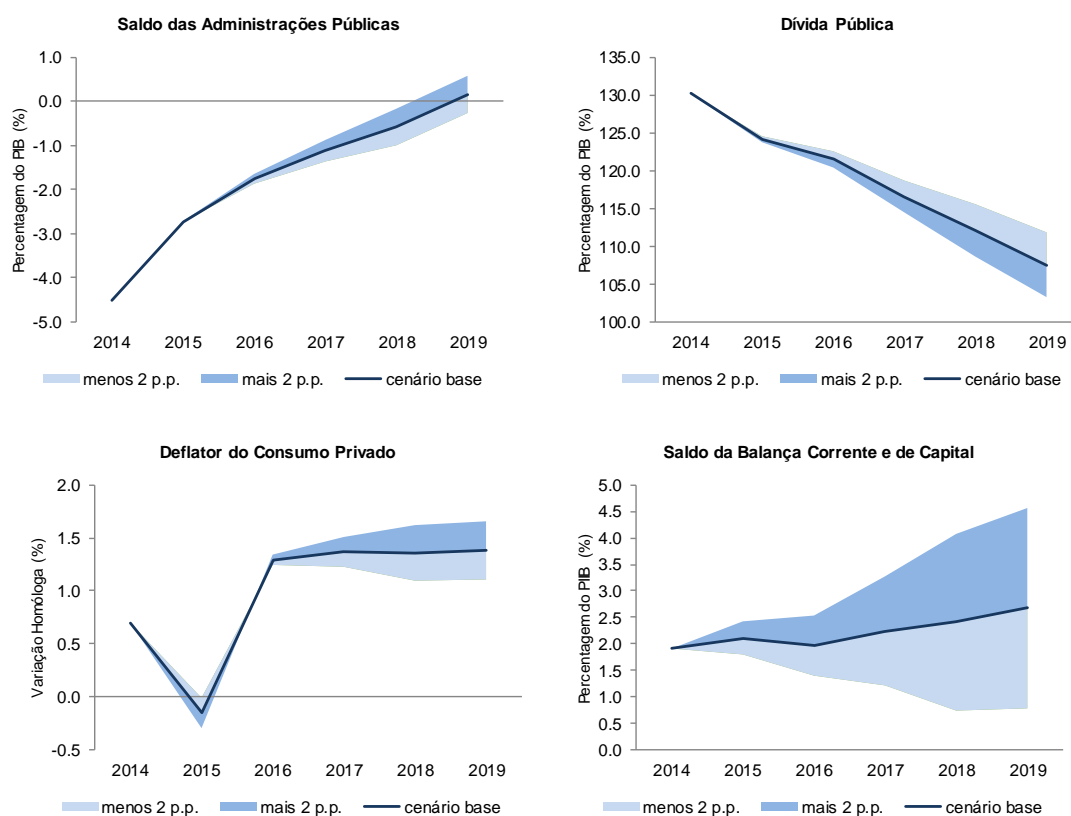 Saldo das Administrações Públicas
Percentagem do PIB (%)
1.0
0.0
-1.0
-2.0
-3.0
-4.0
-5.0
2014 2015 2016 2017 2018 2019
menos 2 p.p. mais 2 p.p. cenário base
Dívida Pública
Percentagem do PIB (%)
135.0
130.0
125.0
120.0
115.0
110.0
105.0
100.0
2014 2015 2016 2017 2018 2019
menos 2 p.p. mais 2 p.p. cenário base
Deflator do Consumo Privado
Variação Homóloga (%)
2.0
1.5
1.0
0.5
0.0
-0.5
2014 2015 2016 2017 2018 2019
menos 2 p.p. mais 2 p.p. cenário base
Saldo da Balança Corrente e de Capital
Percentagem do PIB (%)
5.0
4.5
4.0
3.5
3.0
2.5
2.0
1.5
1.0
0.5
0.0
2014 2015 2016 2017 2018 2019
menos 2 p.p. mais 2 p.p. cenário base